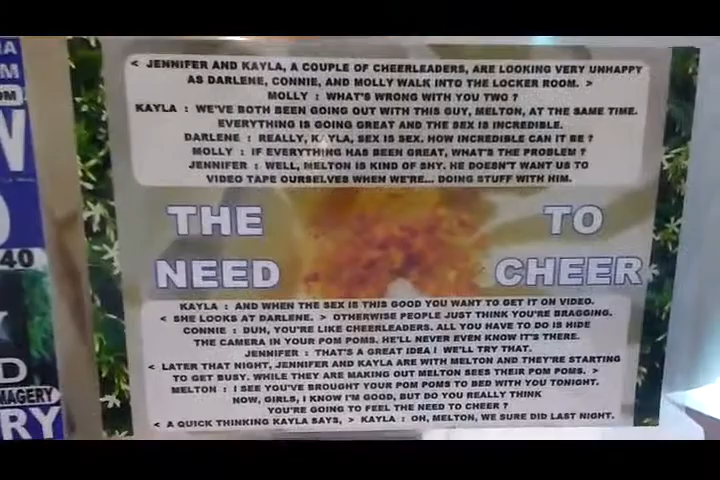 < JENNIFER AND KAYLA, A COUPLE OF CHEERLEADERS, ARE LOOKING VERY UNHAPPY
AS DARLENE, CONNIE, AND MOLLY WALK INTO THE LOCKER ROOM. >
MOLLY : WHAT'S WRONG WITH YOU TWO ?
KAYLA : WE'VE BOTH BEEN GOING OUT WITH THIS GUY, MELTON, AT THE SAME TIME.
EVERYTHING IS GOING GREAT AND THE SEX IS INCREDIBLE.
DARLENE : REALLY, KAYLA, SEX IS SEX. HOW INCREDIBLE CAN IT BE ?
MOLLY : IF EVERYTHING HAS BEEN GREAT, WHAT'S THE PROBLEM ?
JENNIFER : WELL, MELTON IS KIND OF SHY. HE DOESN'T WANT US TO
VIDEO TAPE OURSELVES WHEN WE'RE... DOING STUFF WITH HIM.
THE TO
NEED CHEER
KAYLA : AND WHEN THE SEX IS THIS GOOD YOU WANT TO GET IT ON VIDEO.
< SHE LOOKS AT DARLENE. > OTHERWISE PEOPLE JUST THINK YOU'RE BRAGGING.
CONNIE : DUH, YOU'RE LIKE CHEERLEADERS. ALL YOU HAVE TO DO IS HIDE
THE CAMERA IN YOUR POM POMS. HE'LL NEVER EVEN KNOW IT'S THERE.
JENNIFER : THAT'S A GREAT IDEA ! WE'LL TRY THAT.
< LATER THAT NIGHT, JENNIFER AND KAYLA ARE WITH MELTON AND THEY'RE STARTING
TO GET BUSY. WHILE THEY ARE MAKING OUT MELTON SEES THEIR POM POMS. >
MELTON : I SEE YOU'VE BROUGHT YOUR POM POMS TO BED WITH YOU TONIGHT.
NOW, GIRLS, I KNOW I'M GOOD, BUT DO YOU REALLY THINK
YOU'RE GOING TO FEEL THE NEED TO CHEER ?
< A QUICK THINKING KAYLA SAYS, > KAYLA : OH, MELTON, WE SURE DID LAST NIGHT.
40
IMAGERY
RY